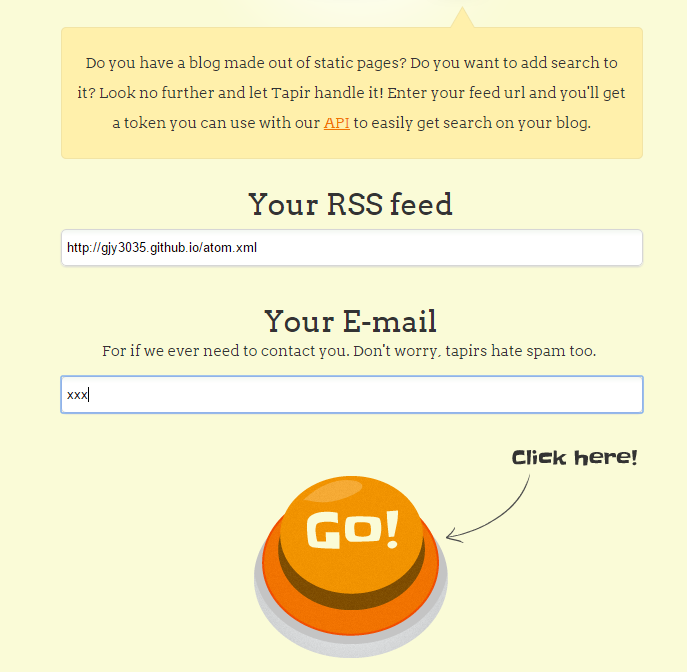 Do you have a blog made out of static pages? Do you want to add search to
it? Look no further and let Tapir handle it! Enter your feed url and you'll get
a token you can use with our API to easily get search on your blog.
Your RSS feed
http://gjy3035.github.io/atom.xml
Your E-mail
For if we ever need to contact you. Don't worry, tapirs hate spam too.
xxx
Click here!
Go!